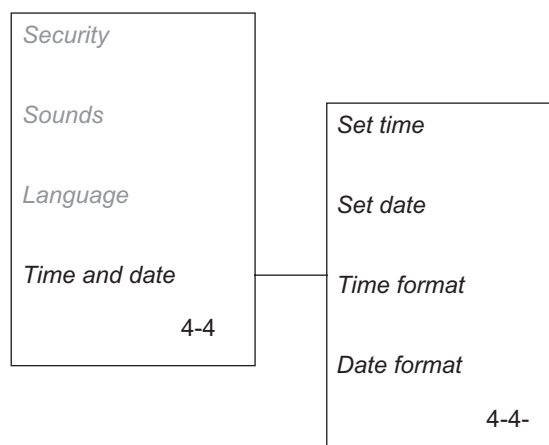 Security
Sounds
Language
Time and date
4-4
Set time
Set date
Time format
Date format
4-4-